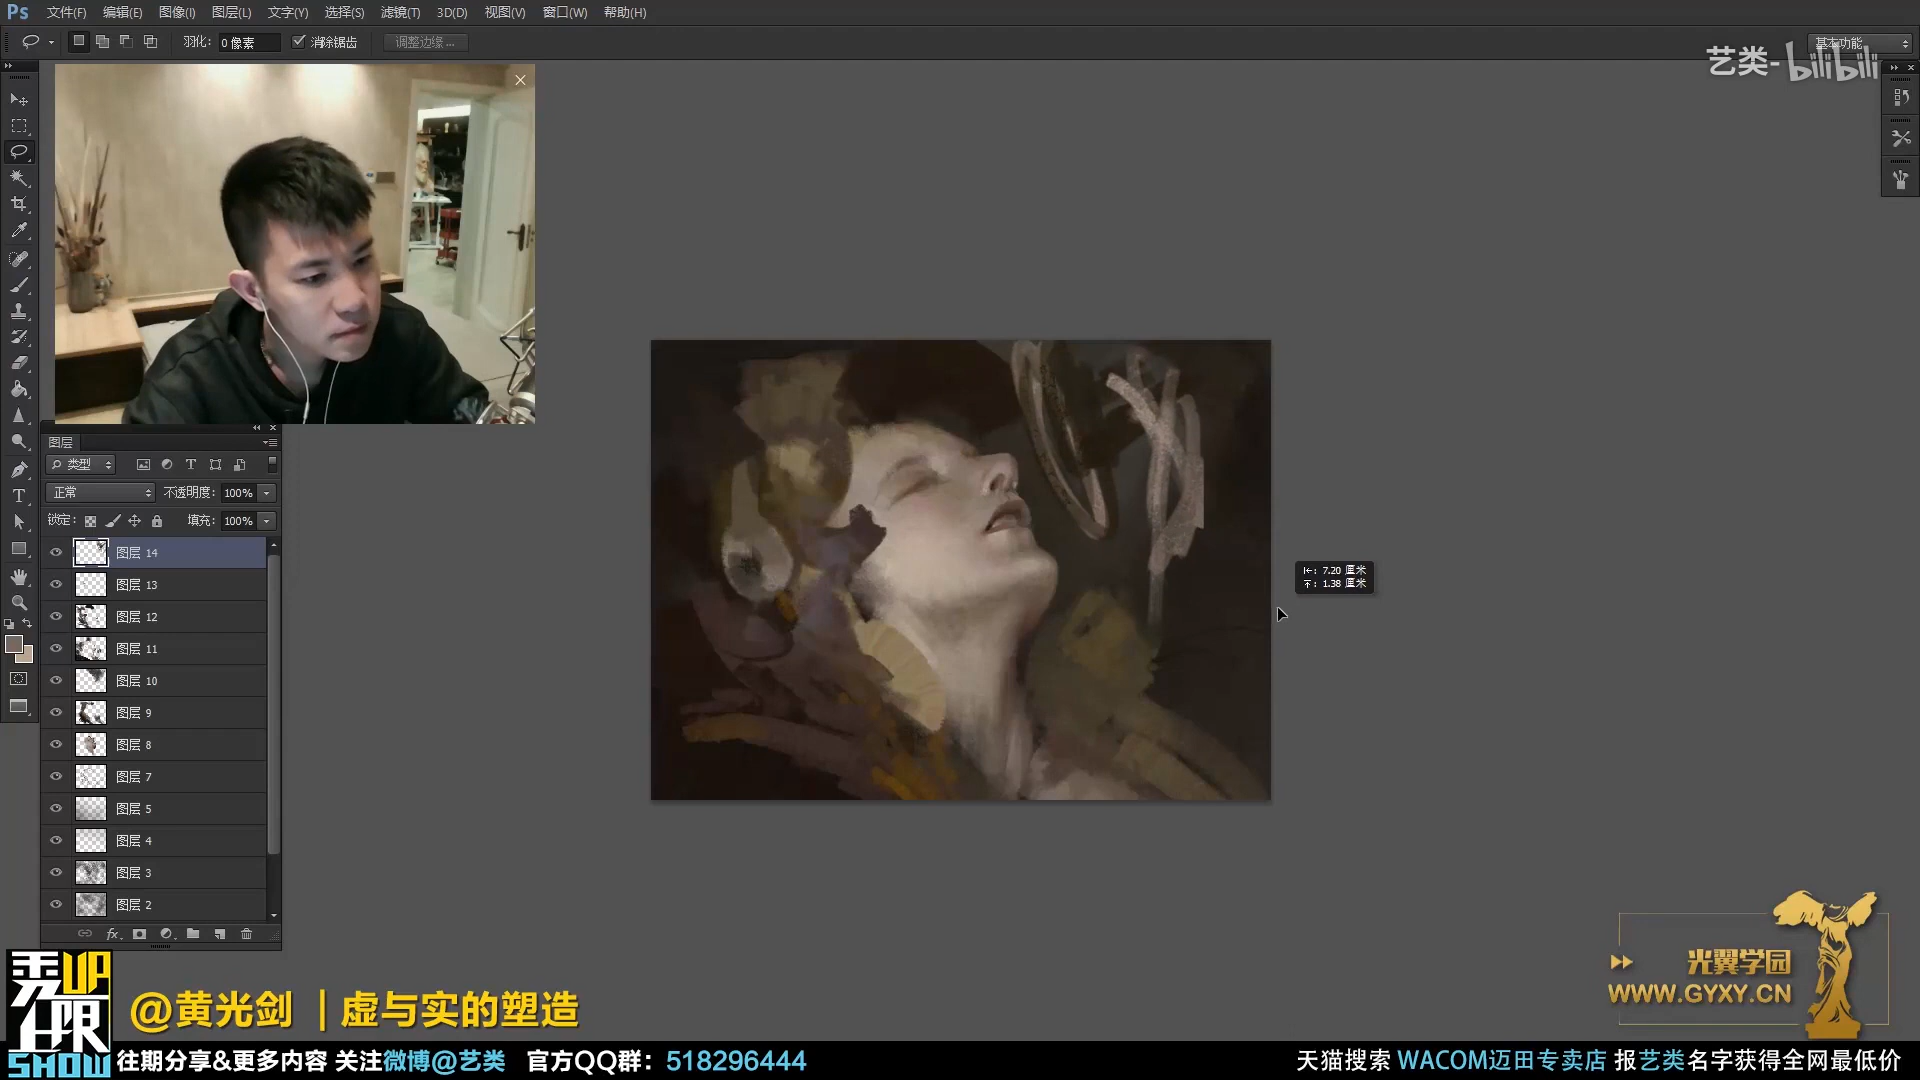 Ps 文件(F) 编辑(E) 图像(I) 图层(L) 文字(Y) 选择(S) 滤镜(T) 3D(D) 视图(V) 窗口(W) 帮助(H)
羽化: 0 像素 消除锯齿 调整边缘 ... 基本功能
艺类-bilibili
图层
类型
正常 不透明度: 100%
锁定: 填充: 100%
图层 14
图层 13
图层 12
图层 11
图层 10
图层 9
图层 8
图层 7
图层 5
图层 4
图层 3
图层 2
fx
7.20 厘米
1.38 厘米
光翼学园
WWW.GYXY.CN
@黄光剑 | 虚与实的塑造
UP
SHOW
往期分享&更多内容 关注微博@艺类 官方QQ群: 518296444
天猫搜索 WACOM迈田专卖店 报艺类名字获得全网最低价